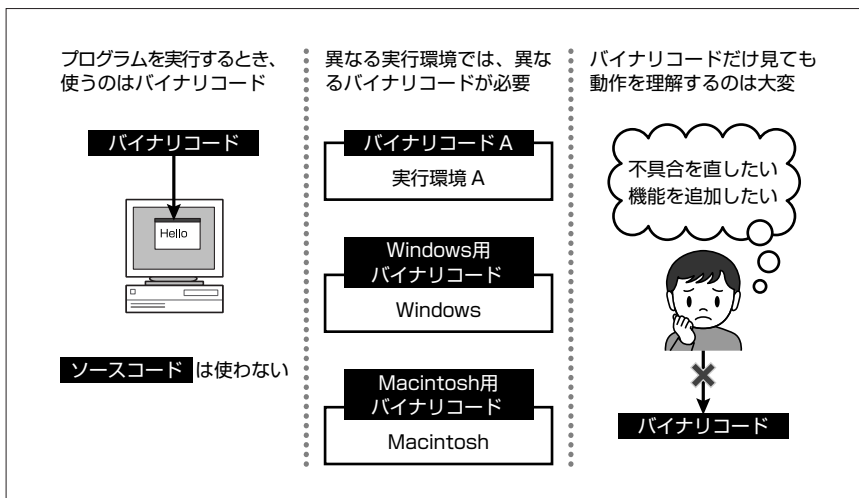 プログラムを実行するとき、
使うのはバイナリコード
バイナリコード
Hello
ソースコード は使わない
異なる実行環境では、異な
るバイナリコードが必要
バイナリコード A
実行環境 A
Windows用
バイナリコード
Windows
Macintosh用
バイナリコード
Macintosh
バイナリコードだけ見ても
動作を理解するのは大変
不具合を直したい
機能を追加したい
バイナリコード